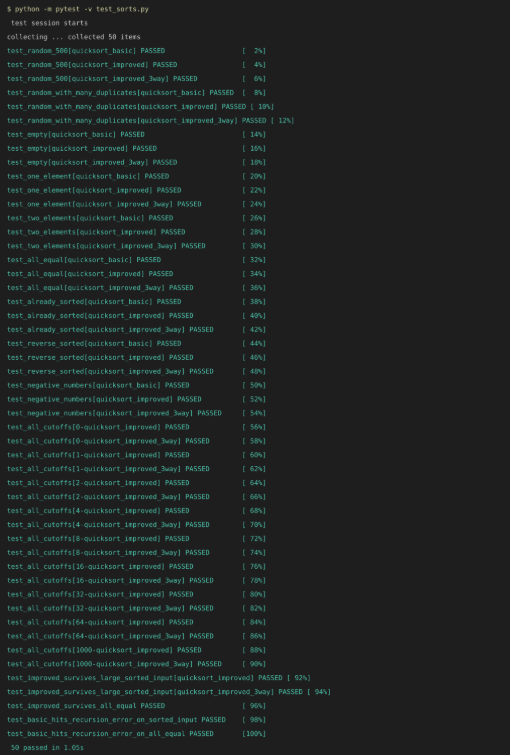 $ python -m pytest -v test_sorts.py
test session starts
collecting ... collected 50 items
test_random_500[quicksort_basic] PASSED [ 2%]
test_random_500[quicksort_improved] PASSED [ 4%]
test_random_500[quicksort_improved_3way] PASSED [ 6%]
test_random_with_many_duplicates[quicksort_basic] PASSED [ 8%]
test_random_with_many_duplicates[quicksort_improved] PASSED [ 10%]
test_random_with_many_duplicates[quicksort_improved_3way] PASSED [ 12%]
test_empty[quicksort_basic] PASSED [ 14%]
test_empty[quicksort_improved] PASSED [ 16%]
test_empty[quicksort_improved_3way] PASSED [ 18%]
test_one_element[quicksort_basic] PASSED [ 20%]
test_one_element[quicksort_improved] PASSED [ 22%]
test_one_element[quicksort_improved_3way] PASSED [ 24%]
test_two_elements[quicksort_basic] PASSED [ 26%]
test_two_elements[quicksort_improved] PASSED [ 28%]
test_two_elements[quicksort_improved_3way] PASSED [ 30%]
test_all_equal[quicksort_basic] PASSED [ 32%]
test_all_equal[quicksort_improved] PASSED [ 34%]
test_all_equal[quicksort_improved_3way] PASSED [ 36%]
test_already_sorted[quicksort_basic] PASSED [ 38%]
test_already_sorted[quicksort_improved] PASSED [ 40%]
test_already_sorted[quicksort_improved_3way] PASSED [ 42%]
test_reverse_sorted[quicksort_basic] PASSED [ 44%]
test_reverse_sorted[quicksort_improved] PASSED [ 46%]
test_reverse_sorted[quicksort_improved_3way] PASSED [ 48%]
test_negative_numbers[quicksort_basic] PASSED [ 50%]
test_negative_numbers[quicksort_improved] PASSED [ 52%]
test_negative_numbers[quicksort_improved_3way] PASSED [ 54%]
test_all_cutoffs[0-quicksort_improved] PASSED [ 56%]
test_all_cutoffs[0-quicksort_improved_3way] PASSED [ 58%]
test_all_cutoffs[1-quicksort_improved] PASSED [ 60%]
test_all_cutoffs[1-quicksort_improved_3way] PASSED [ 62%]
test_all_cutoffs[2-quicksort_improved] PASSED [ 64%]
test_all_cutoffs[2-quicksort_improved_3way] PASSED [ 66%]
test_all_cutoffs[4-quicksort_improved] PASSED [ 68%]
test_all_cutoffs[4-quicksort_improved_3way] PASSED [ 70%]
test_all_cutoffs[8-quicksort_improved] PASSED [ 72%]
test_all_cutoffs[8-quicksort_improved_3way] PASSED [ 74%]
test_all_cutoffs[16-quicksort_improved] PASSED [ 76%]
test_all_cutoffs[16-quicksort_improved_3way] PASSED [ 78%]
test_all_cutoffs[32-quicksort_improved] PASSED [ 80%]
test_all_cutoffs[32-quicksort_improved_3way] PASSED [ 82%]
test_all_cutoffs[64-quicksort_improved] PASSED [ 84%]
test_all_cutoffs[64-quicksort_improved_3way] PASSED [ 86%]
test_all_cutoffs[1000-quicksort_improved] PASSED [ 88%]
test_all_cutoffs[1000-quicksort_improved_3way] PASSED [ 90%]
test_improved_survives_large_sorted_input[quicksort_improved] PASSED [ 92%]
test_improved_survives_large_sorted_input[quicksort_improved_3way] PASSED [ 94%]
test_improved_survives_all_equal PASSED [ 96%]
test_basic_hits_recursion_error_on_sorted_input PASSED [ 98%]
test_basic_hits_recursion_error_on_all_equal PASSED [100%]
50 passed in 1.05s